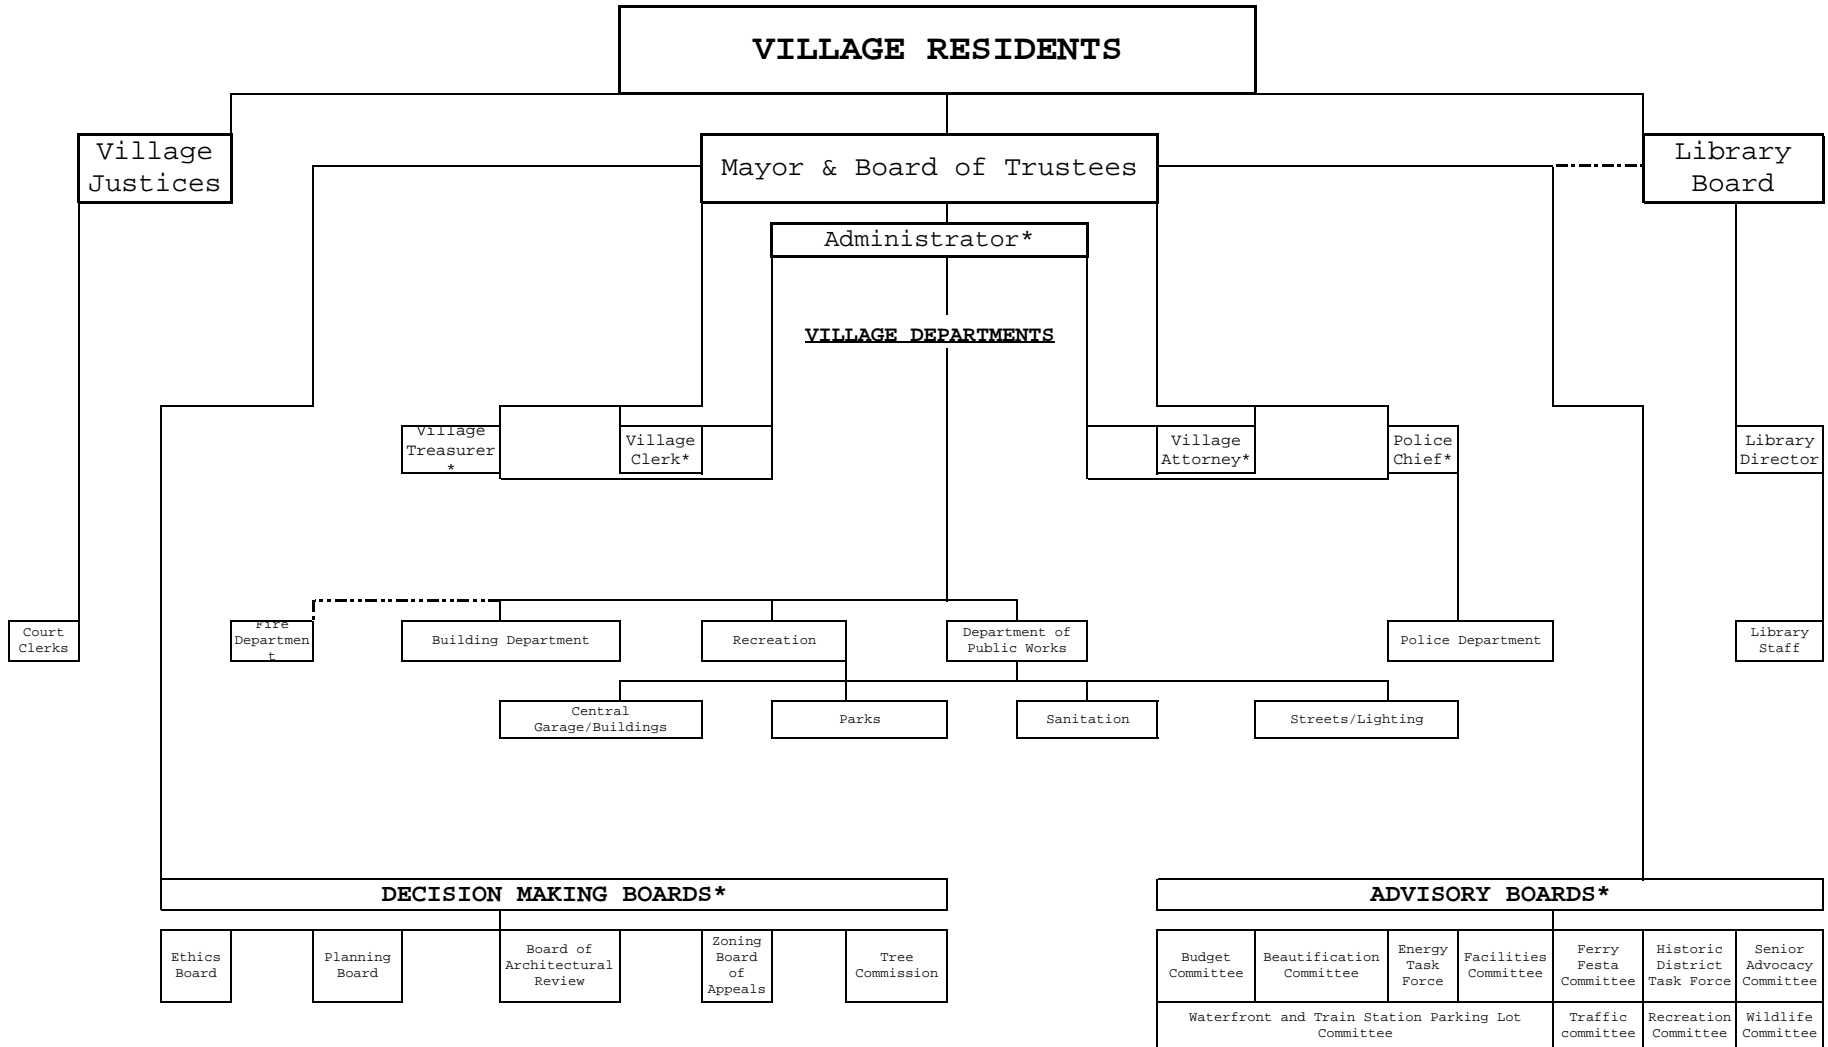 VILLAGE RESIDENTS
Village
Justices
Mayor & Board of Trustees
Library
Board
Administrator*
VILLAGE DEPARTMENTS
Village
Treasurer
*
Village
Clerk*
Village
Attorney*
Police
Chief*
Library
Director
Court
Clerks
Fire
Departmen
t
Building Department
Recreation
Department of
Public Works
Police Department
Library
Staff
Central
Garage/Buildings
Parks
Sanitation
Streets/Lighting
DECISION MAKING BOARDS*
ADVISORY BOARDS*
Ethics
Board
Planning
Board
Board of
Architectural
Review
Zoning
Board
of
Appeals
Tree
Commission
Budget
Committee
Beautification
Committee
Energy
Task
Force
Facilities
Committee
Ferry
Festa
Committee
Historic
District
Task Force
Senior
Advocacy
Committee
Waterfront and Train Station Parking Lot
Committee
Traffic
committee
Recreation
Committee
Wildlife
Committee